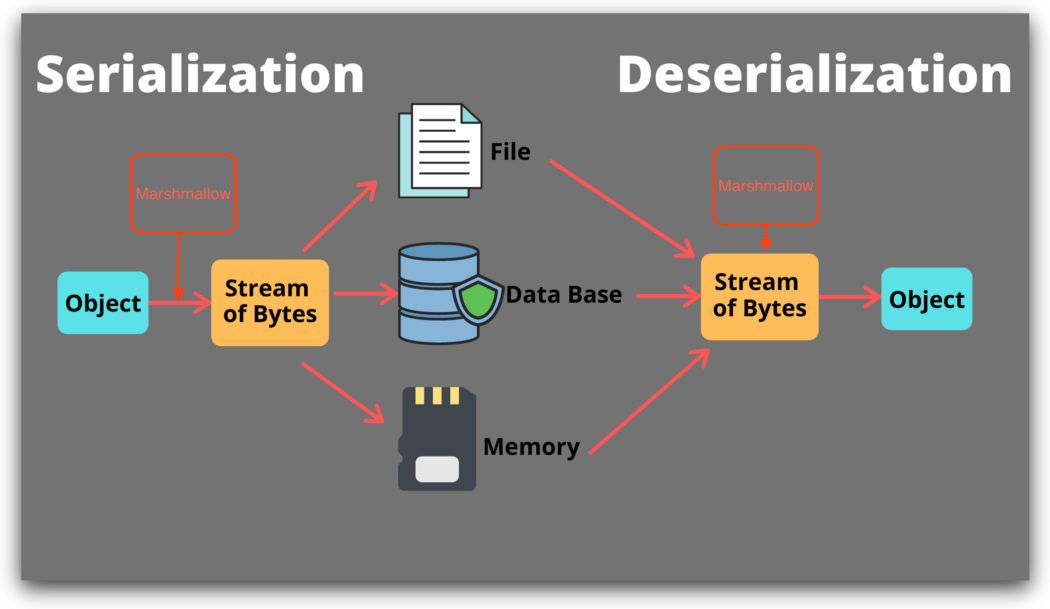 Serialization
Deserialization
File
Marshmallow
Marshmallow
Object
Stream
of Bytes
Data Base
Stream
of Bytes
Object
Memory